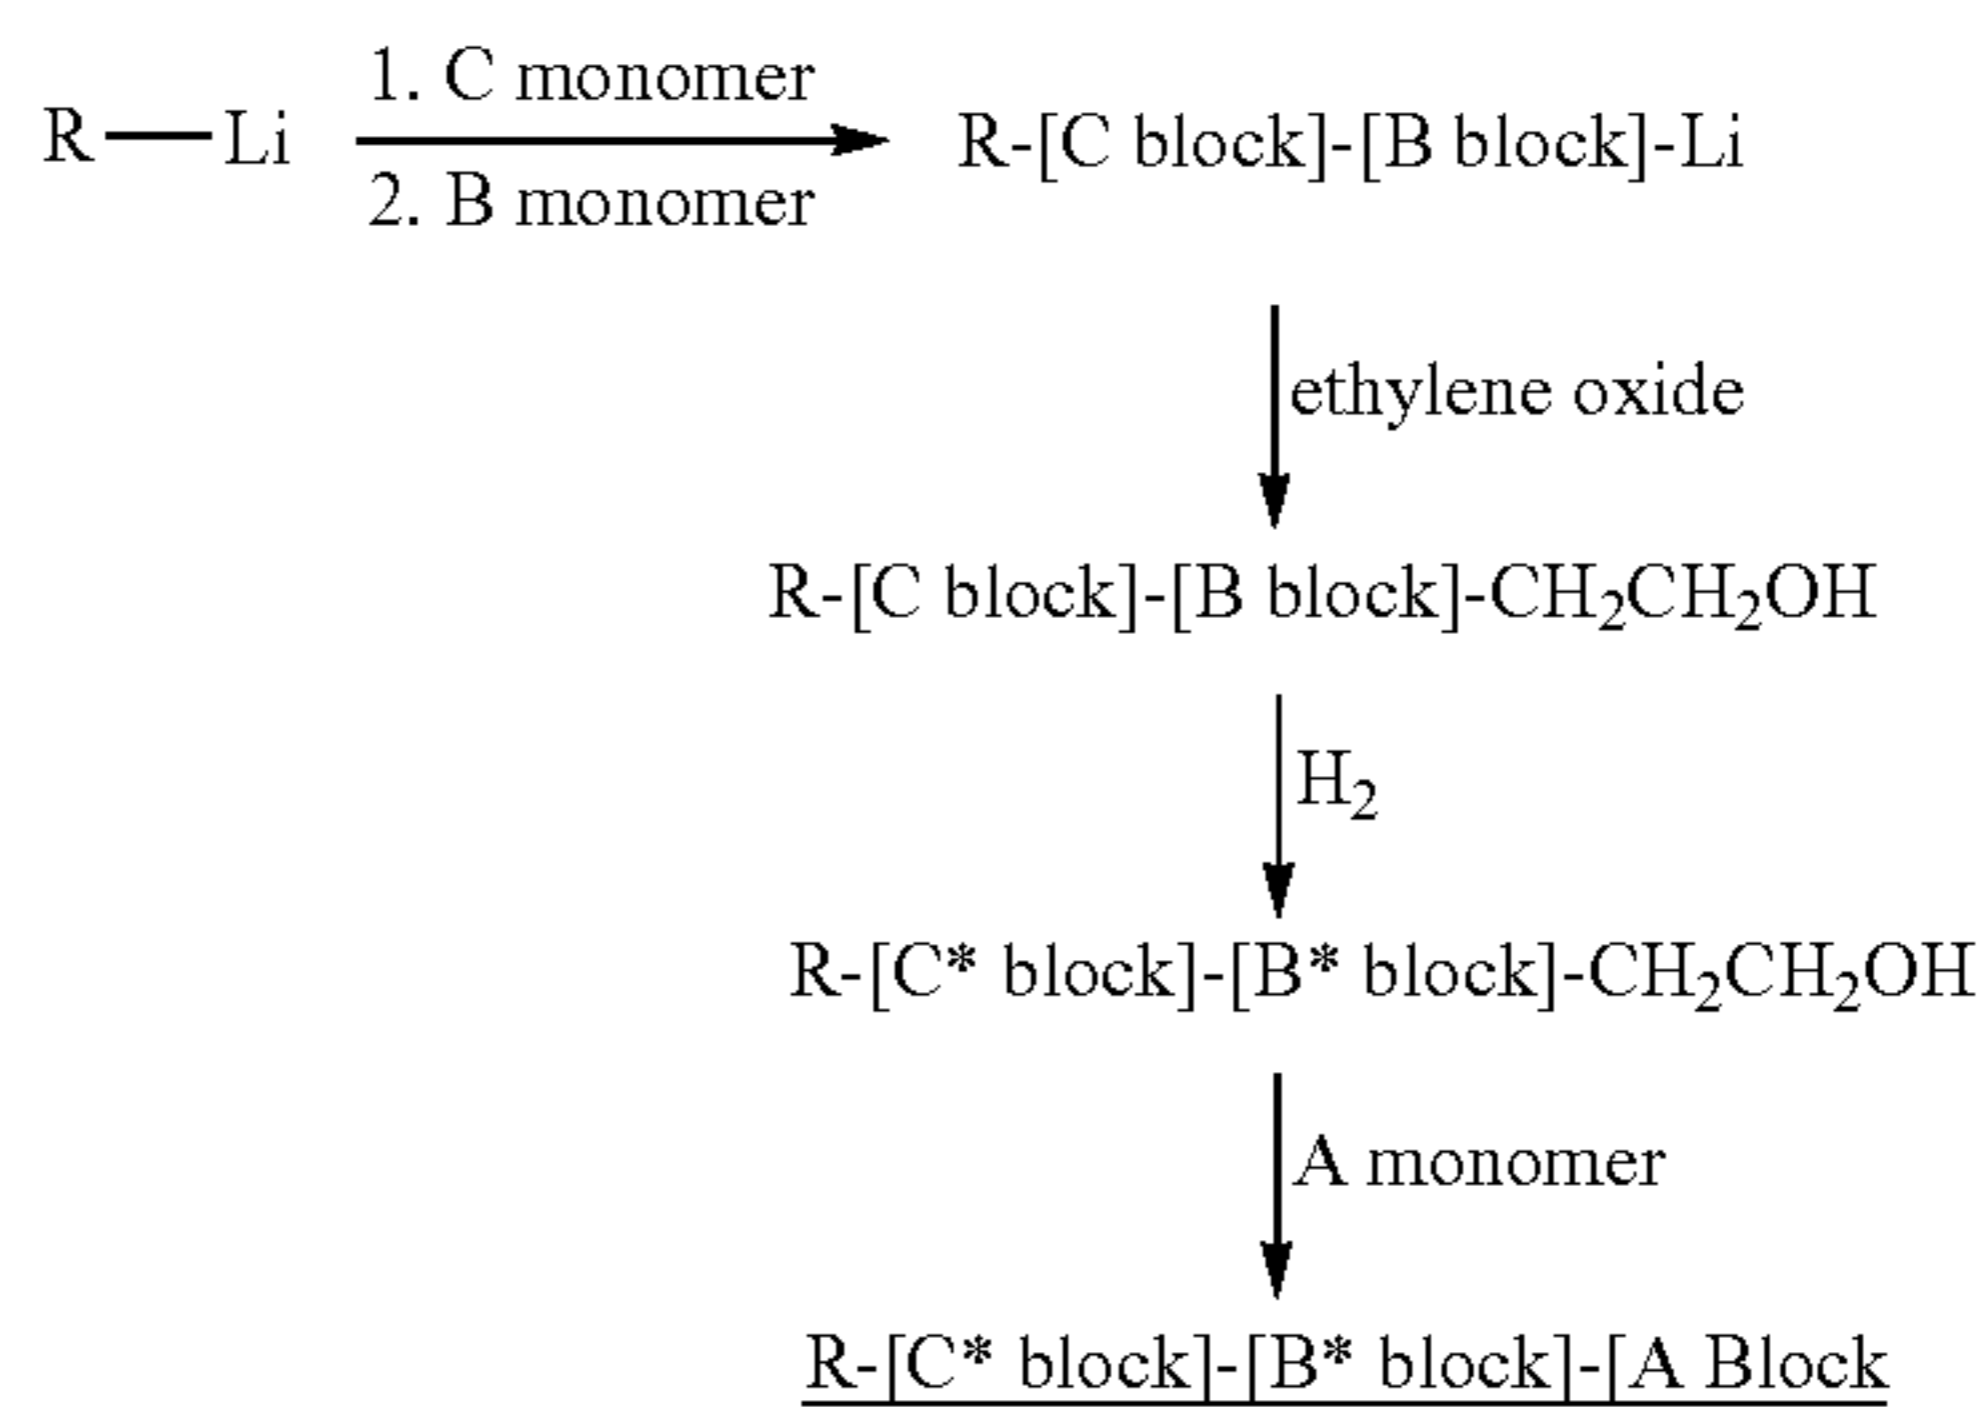 R—Li
1. C monomer
2. B monomer
R-[C block]-[B block]-Li
ethylene oxide
R-[C block]-[B block]-CH₂CH₂OH
H₂
R-[C* block]-[B* block]-CH₂CH₂OH
A monomer
R-[C* block]-[B* block]-[A Block